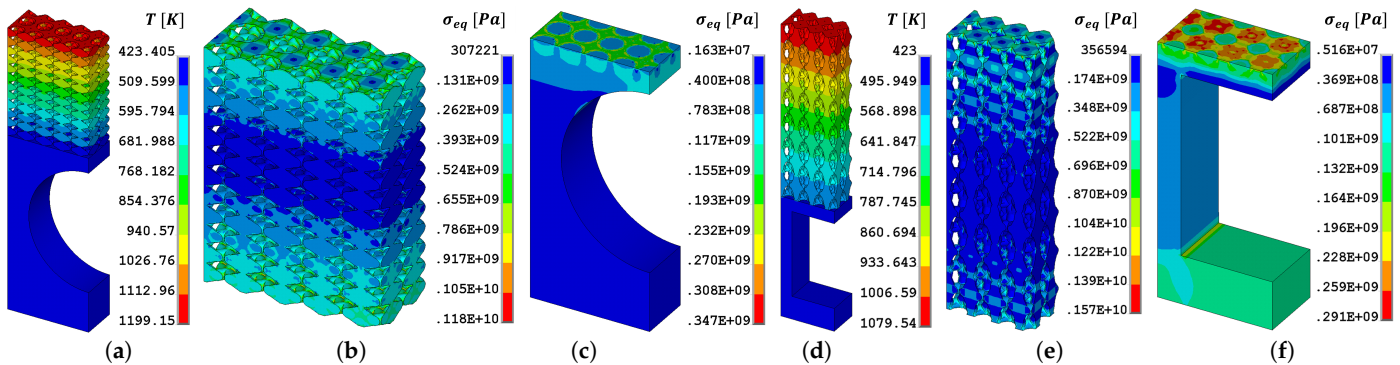 T [K]
423.405
509.599
595.794
681.988
768.182
854.376
940.57
1026.76
1112.96
1199.15
(a)
σeq [Pa]
307221
.131E+09
.262E+09
.393E+09
.524E+09
.655E+09
.786E+09
.917E+09
.105E+10
.118E+10
(b)
σeq [Pa]
.163E+07
.400E+08
.783E+08
.117E+09
.155E+09
.193E+09
.232E+09
.270E+09
.308E+09
.347E+09
(c)
T [K]
423
495.949
568.898
641.847
714.796
787.745
860.694
933.643
1006.59
1079.54
(d)
σeq [Pa]
356594
.174E+09
.348E+09
.522E+09
.696E+09
.870E+09
.104E+10
.122E+10
.139E+10
.157E+10
(e)
σeq [Pa]
.516E+07
.369E+08
.687E+08
.101E+09
.132E+09
.164E+09
.196E+09
.228E+09
.259E+09
.291E+09
(f)